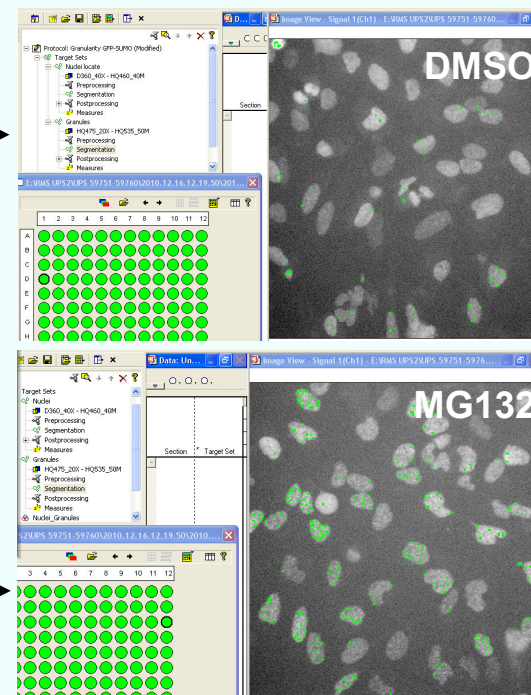 D...
Image View - Signal 1(Ch1) - E:\RMS UPS2\UPS 59751-59760...
DMSO
Protocol: Granularity GFP-SUMO (Modified)
Target Sets
Nuclei locate
D360_40X - HQ460_40M
Preprocessing
Segmentation
Postprocessing
Measures
Granules
HQ475_20X - HQ535_50M
Preprocessing
Segmentation
Postprocessing
Measures
Section
E:\RMS UPS2\UPS 59751-59760\2010.12.16.12.19.50\201...
1 2 3 4 5 6 7 8 9 10 11 12
A
B
C
D
E
F
G
H
Data: Un...
Image View - Signal 1(Ch1) - E:\RMS UPS2\UPS 59751-5976...
MG132
Target Sets
Nuclei
D360_40X - HQ460_40M
Preprocessing
Segmentation
Postprocessing
Measures
Granules
HQ475_20X - HQ535_50M
Preprocessing
Segmentation
Postprocessing
Measures
Nuclei_Granules
Section Target Set
S2\UPS 59751-59760\2010.12.16.12.19.50\2010....
3 4 5 6 7 8 9 10 11 12